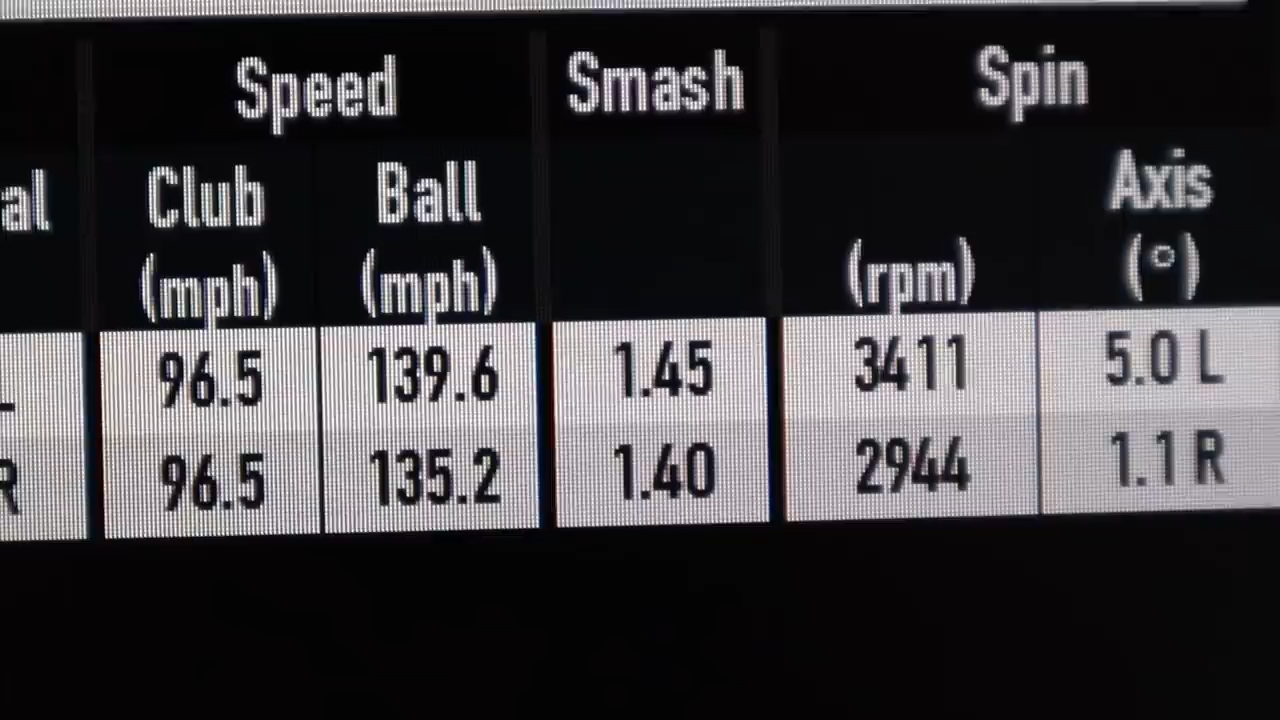 Speed Smash Spin
al Club Ball Axis
(mph) (mph) (rpm) (°)
L 96.5 139.6 1.45 3411 5.0 L
R 96.5 135.2 1.40 2944 1.1 R